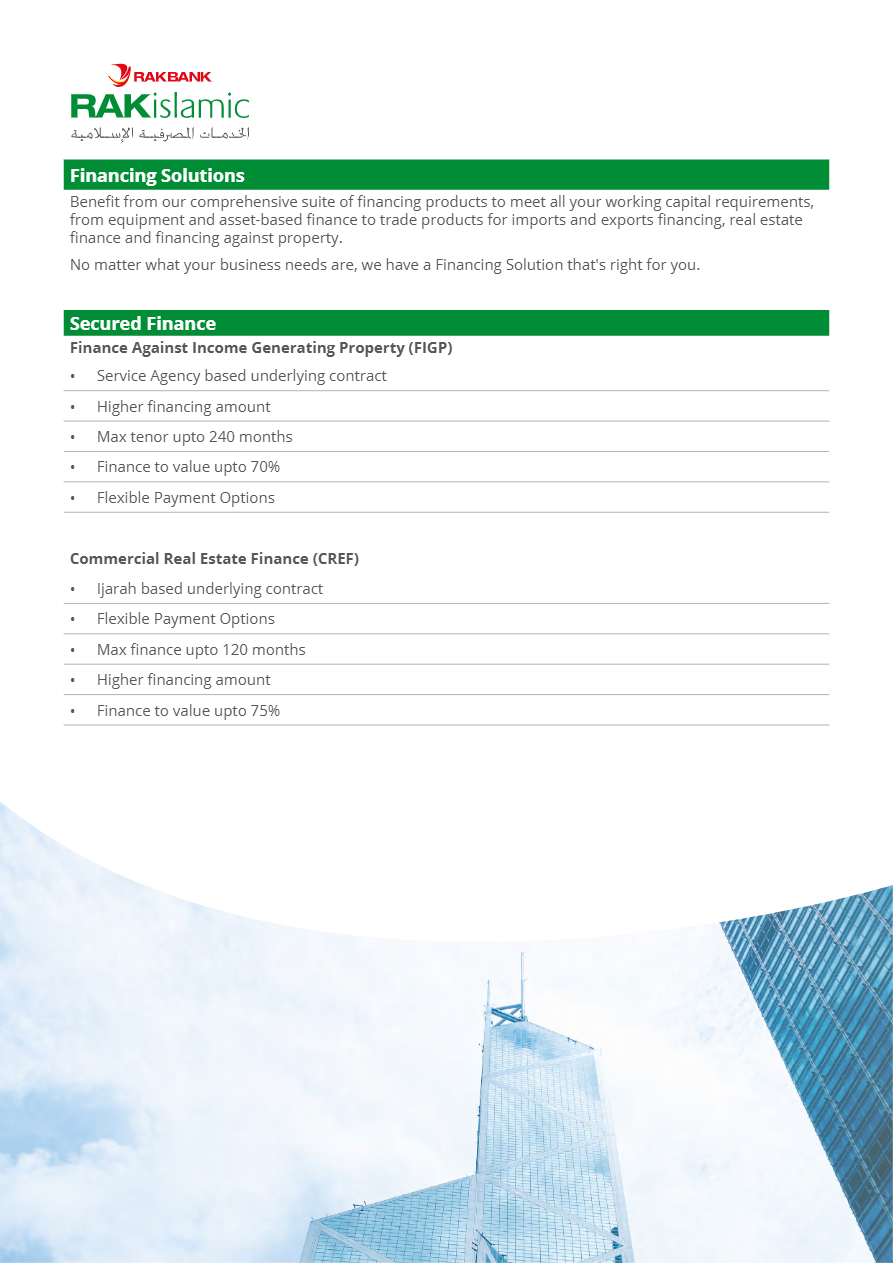 RAKBANK
RAKislamic
الخدمات المصرفية الإسلامية
Financing Solutions
Benefit from our comprehensive suite of financing products to meet all your working capital requirements,
from equipment and asset-based finance to trade products for imports and exports financing, real estate
finance and financing against property.
No matter what your business needs are, we have a Financing Solution that's right for you.
Secured Finance
Finance Against Income Generating Property (FIGP)
• Service Agency based underlying contract
• Higher financing amount
• Max tenor upto 240 months
• Finance to value upto 70%
• Flexible Payment Options
Commercial Real Estate Finance (CREF)
• Ijarah based underlying contract
• Flexible Payment Options
• Max finance upto 120 months
• Higher financing amount
• Finance to value upto 75%